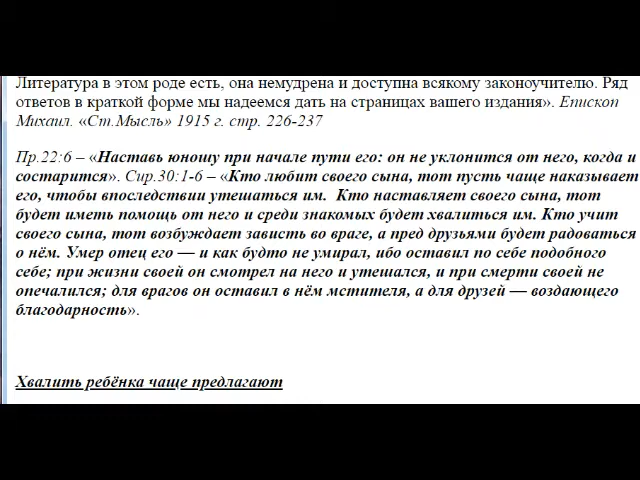 Литература в этом роде есть, она немудрена и доступна всякому законоучителю. Ряд
ответов в краткой форме мы надеемся дать на страницах вашего издания». Епископ
Михаил. «Ст.Мысль» 1915 г. стр. 226-237
Пр.22:6 – «Наставь юношу при начале пути его: он не уклонится от него, когда и
состарится». Сир.30:1-6 – «Кто любит своего сына, тот пусть чаще наказывает
его, чтобы впоследствии утешаться им. Кто наставляет своего сына, тот
будет иметь помощь от него и среди знакомых будет хвалиться им. Кто учит
своего сына, тот возбуждает зависть во враге, а пред друзьями будет радоваться
о нём. Умер отец его — и как будто не умирал, ибо оставил по себе подобного
себе; при жизни своей он смотрел на него и утешался, и при смерти своей не
опечалился; для врагов он оставил в нём мстителя, а для друзей — воздающего
благодарность».
Хвалить ребёнка чаще предлагают